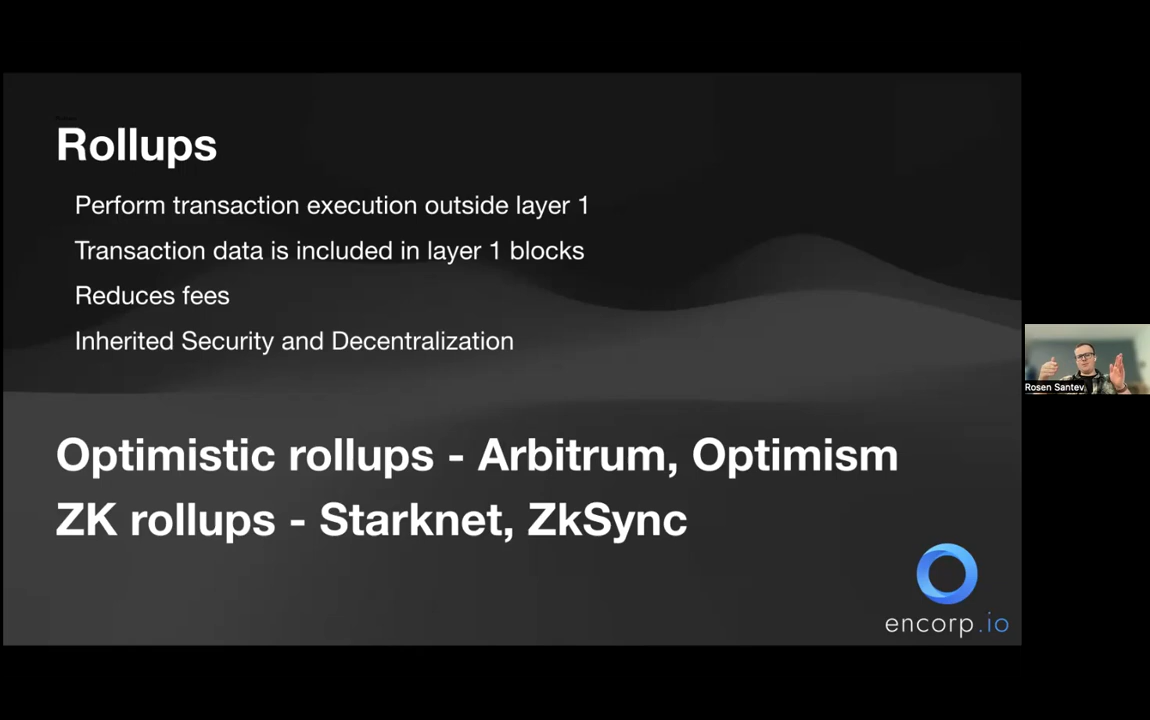 Rollups
Perform transaction execution outside layer 1
Transaction data is included in layer 1 blocks
Reduces fees
Inherited Security and Decentralization
Optimistic rollups - Arbitrum, Optimism
ZK rollups - Starknet, ZkSync
encorp.io
Rosen Santev